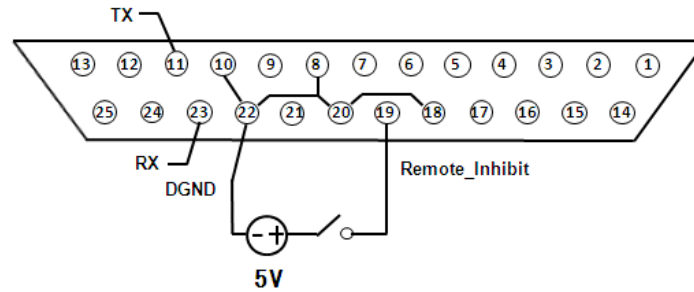 TX
13 12 11 10 9 8 7 6 5 4 3 2 1
25 24 23 22 21 20 19 18 17 16 15 14
RX
Remote_Inhibit
DGND
- +
5V